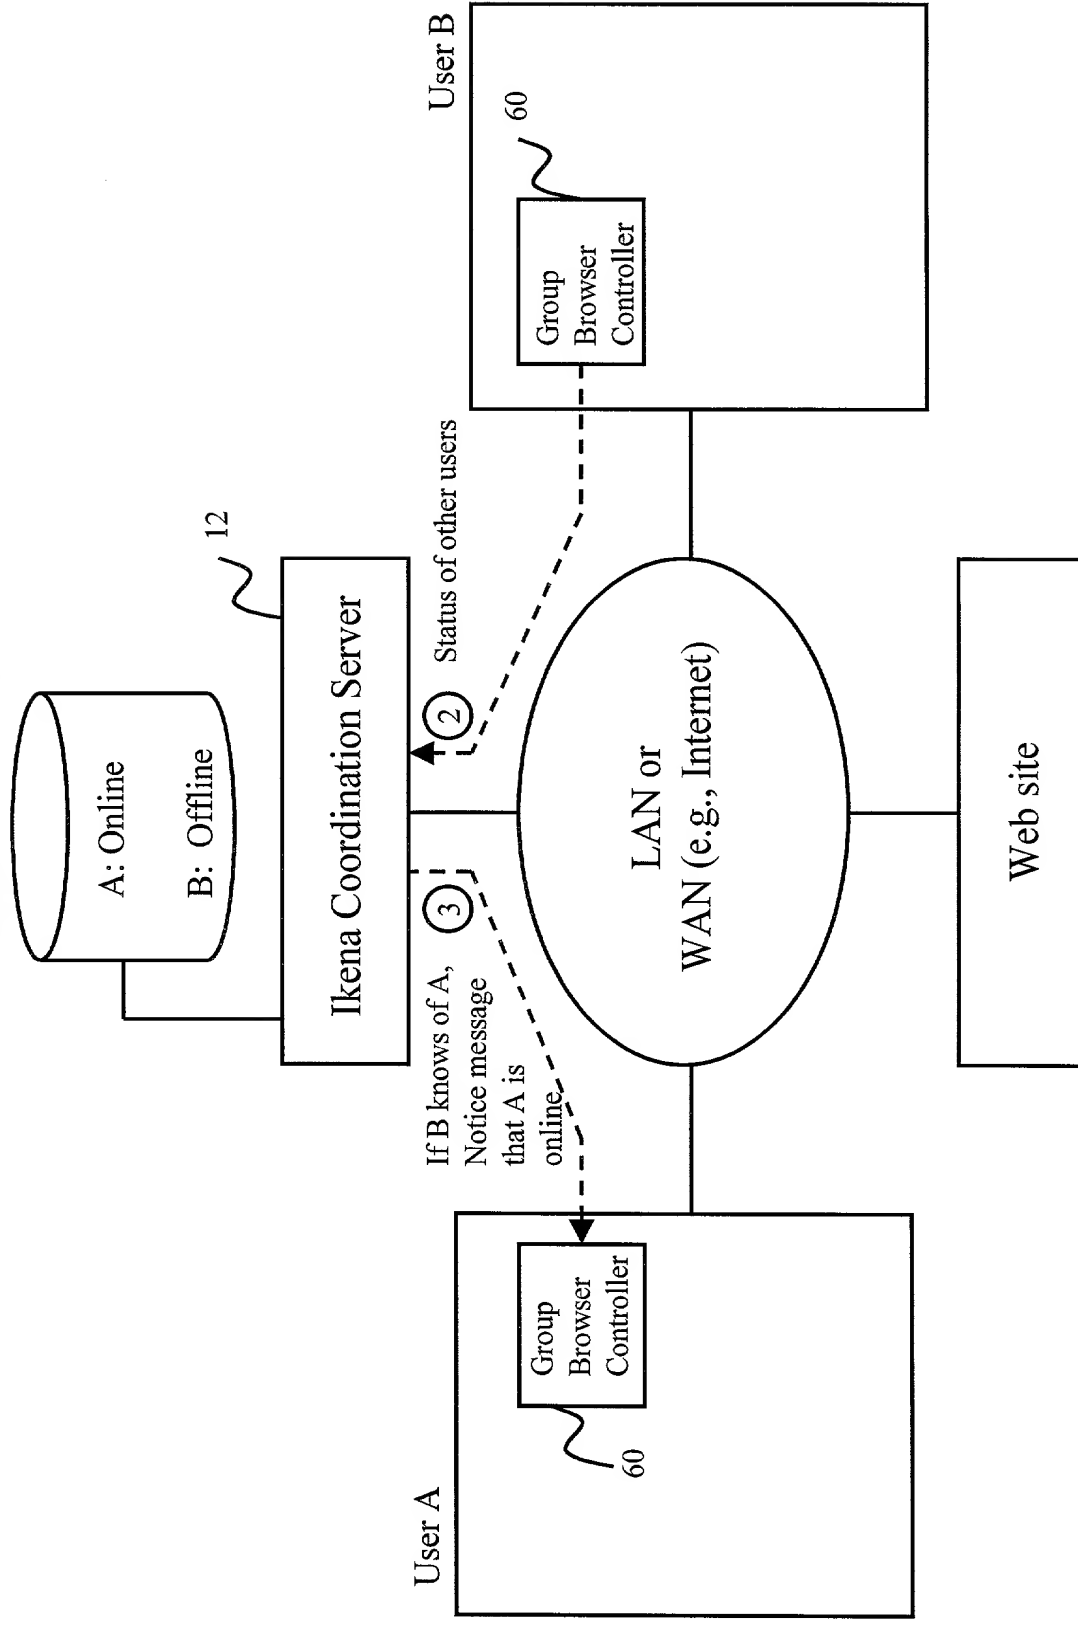 A: Online
B: Offline
12
Ikena Coordination Server
User A
If B knows of A,
Notice message
that A is
online
3
2
Status of other users
User B
60
Group
Browser
Controller
60
Group
Browser
Controller
LAN or
WAN (e.g., Internet)
Web site